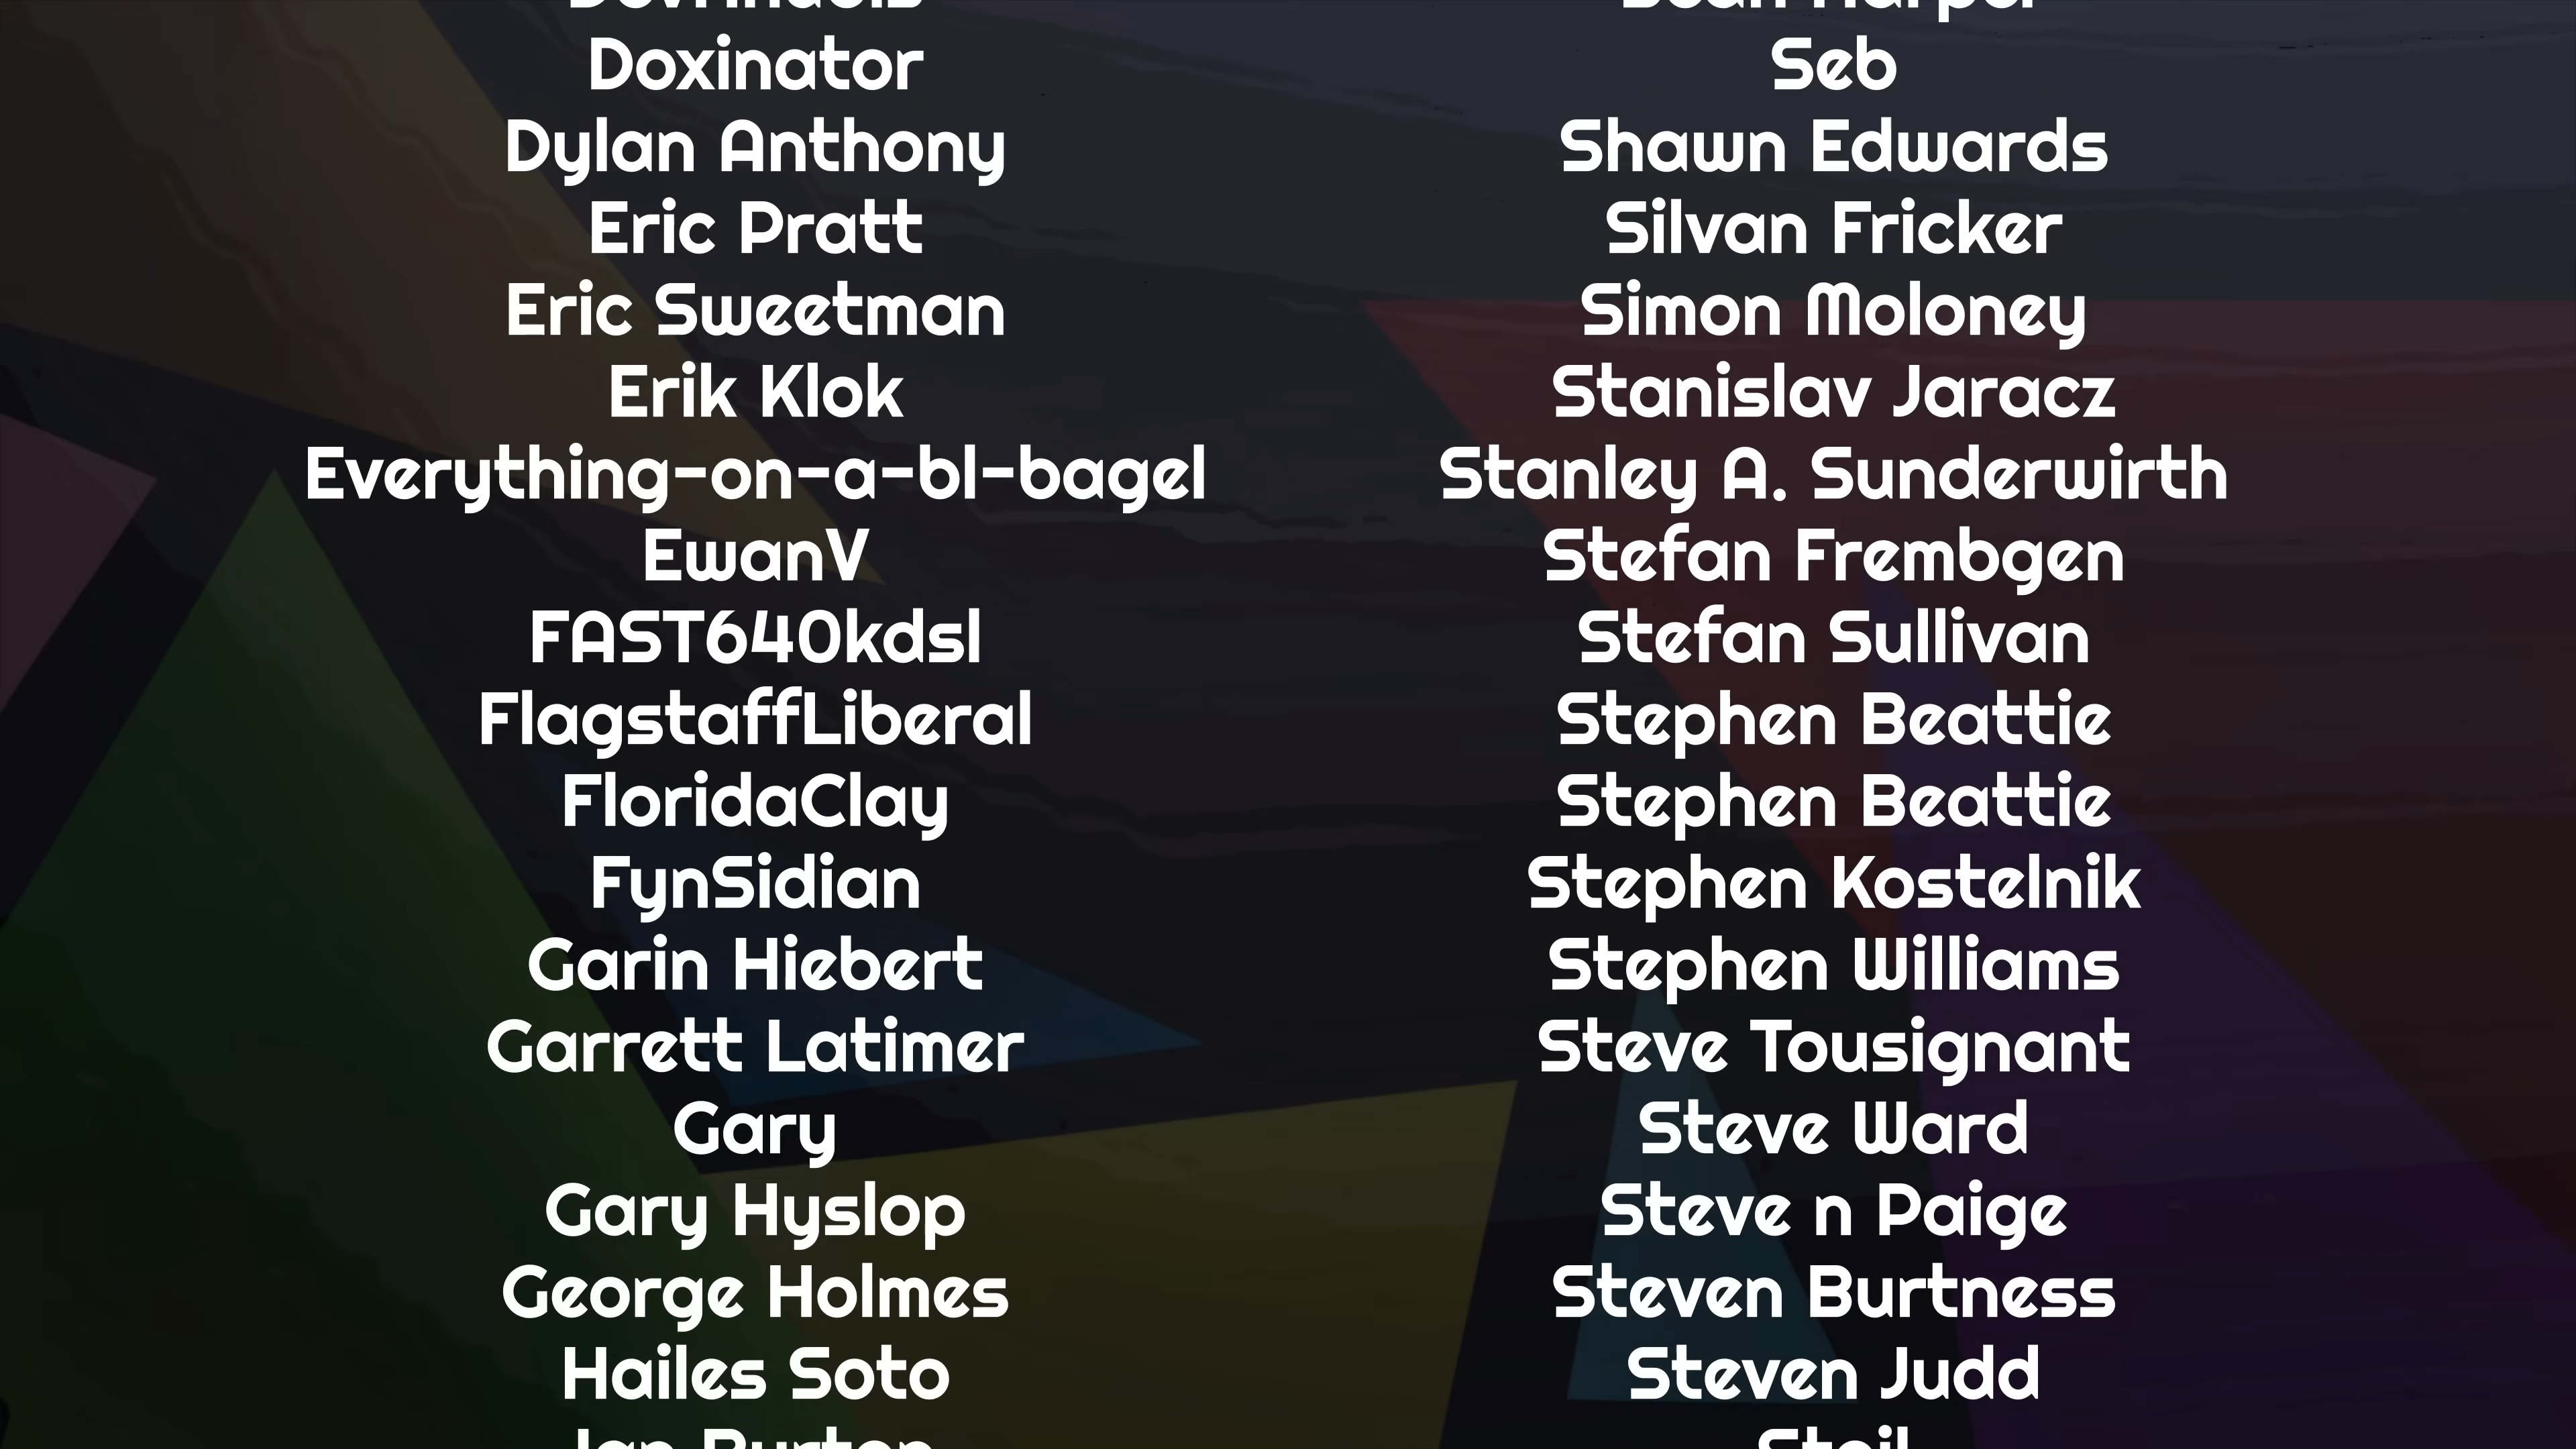 Doxinator
Dylan Anthony
Eric Pratt
Eric Sweetman
Erik Klok
Everything-on-a-bl-bagel
EwanV
FAST640kdsl
FlagstaffLiberal
FloridaClay
FynSidian
Garin Hiebert
Garrett Latimer
Gary
Gary Hyslop
George Holmes
Hailes Soto
Seb
Shawn Edwards
Silvan Fricker
Simon Moloney
Stanislav Jaracz
Stanley A. Sunderwirth
Stefan Frembgen
Stefan Sullivan
Stephen Beattie
Stephen Beattie
Stephen Kostelnik
Stephen Williams
Steve Tousignant
Steve Ward
Steve n Paige
Steven Burtness
Steven Judd